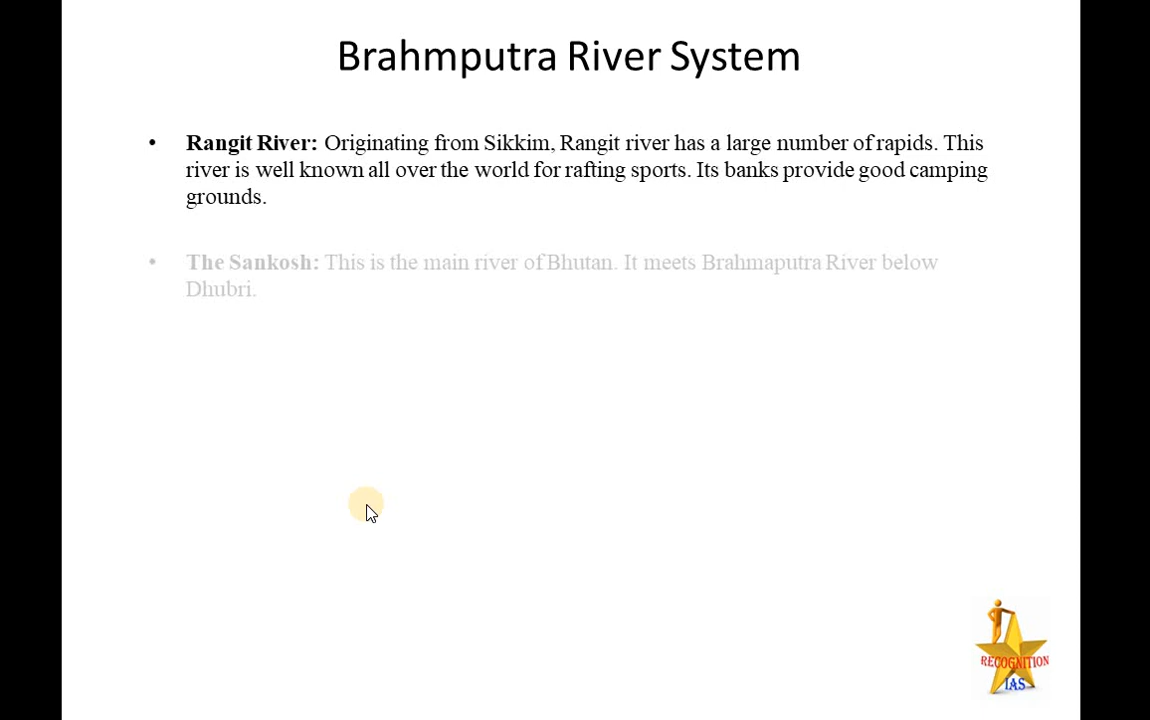 Brahmputra River System
• Rangit River: Originating from Sikkim, Rangit river has a large number of rapids. This
river is well known all over the world for rafting sports. Its banks provide good camping
grounds.
• The Sankosh: This is the main river of Bhutan. It meets Brahmaputra River below
Dhubri.
RECOGNITION
IAS